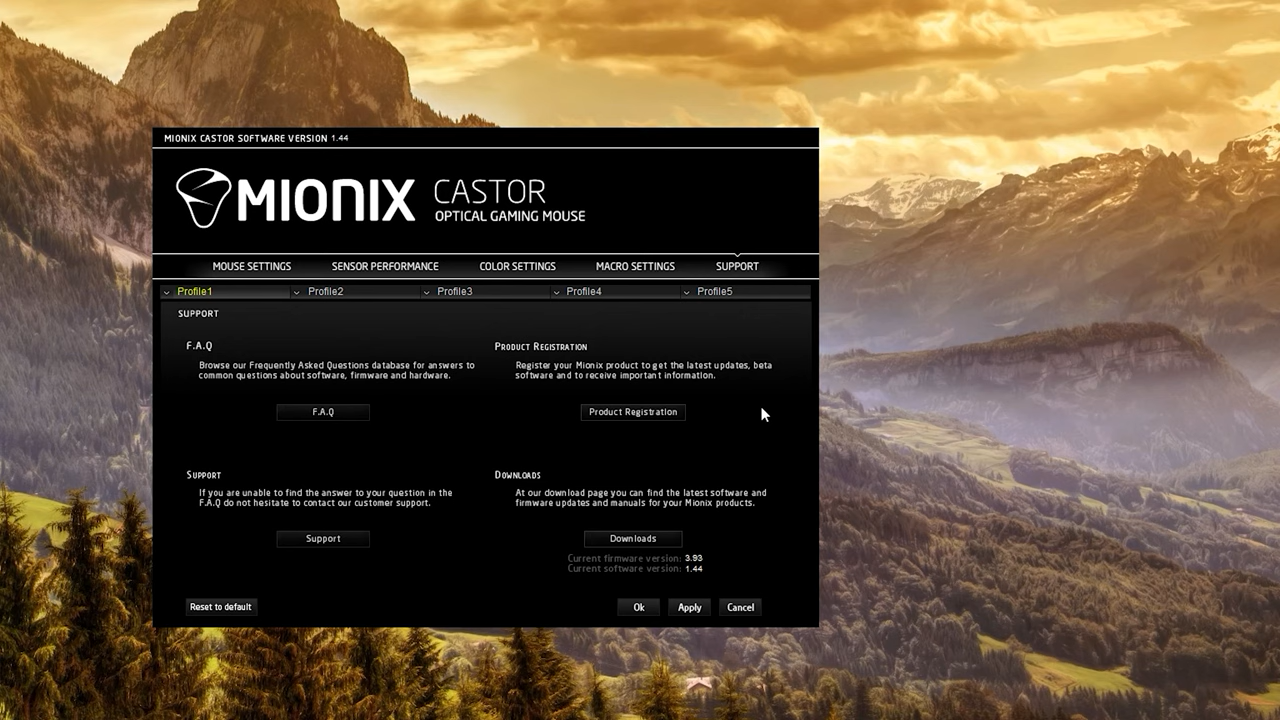 MIONIX CASTOR SOFTWARE VERSION 1.44
MIONIX CASTOR
OPTICAL GAMING MOUSE
MOUSE SETTINGS SENSOR PERFORMANCE COLOR SETTINGS MACRO SETTINGS SUPPORT
Profile1 Profile2 Profile3 Profile4 Profile5
SUPPORT
F.A.Q
Browse our Frequently Asked Questions database for answers to
common questions about software, firmware and hardware.
F.A.Q
Product Registration
Register your Mionix product to get the latest updates, beta
software and to receive important information.
Product Registration
Support
If you are unable to find the answer to your question in the
F.A.Q do not hesitate to contact our customer support.
Support
Downloads
At our download page you can find the latest software and
firmware updates and manuals for your Mionix products.
Downloads
Current firmware version: 3.93
Current software version: 1.44
Reset to default Ok Apply Cancel